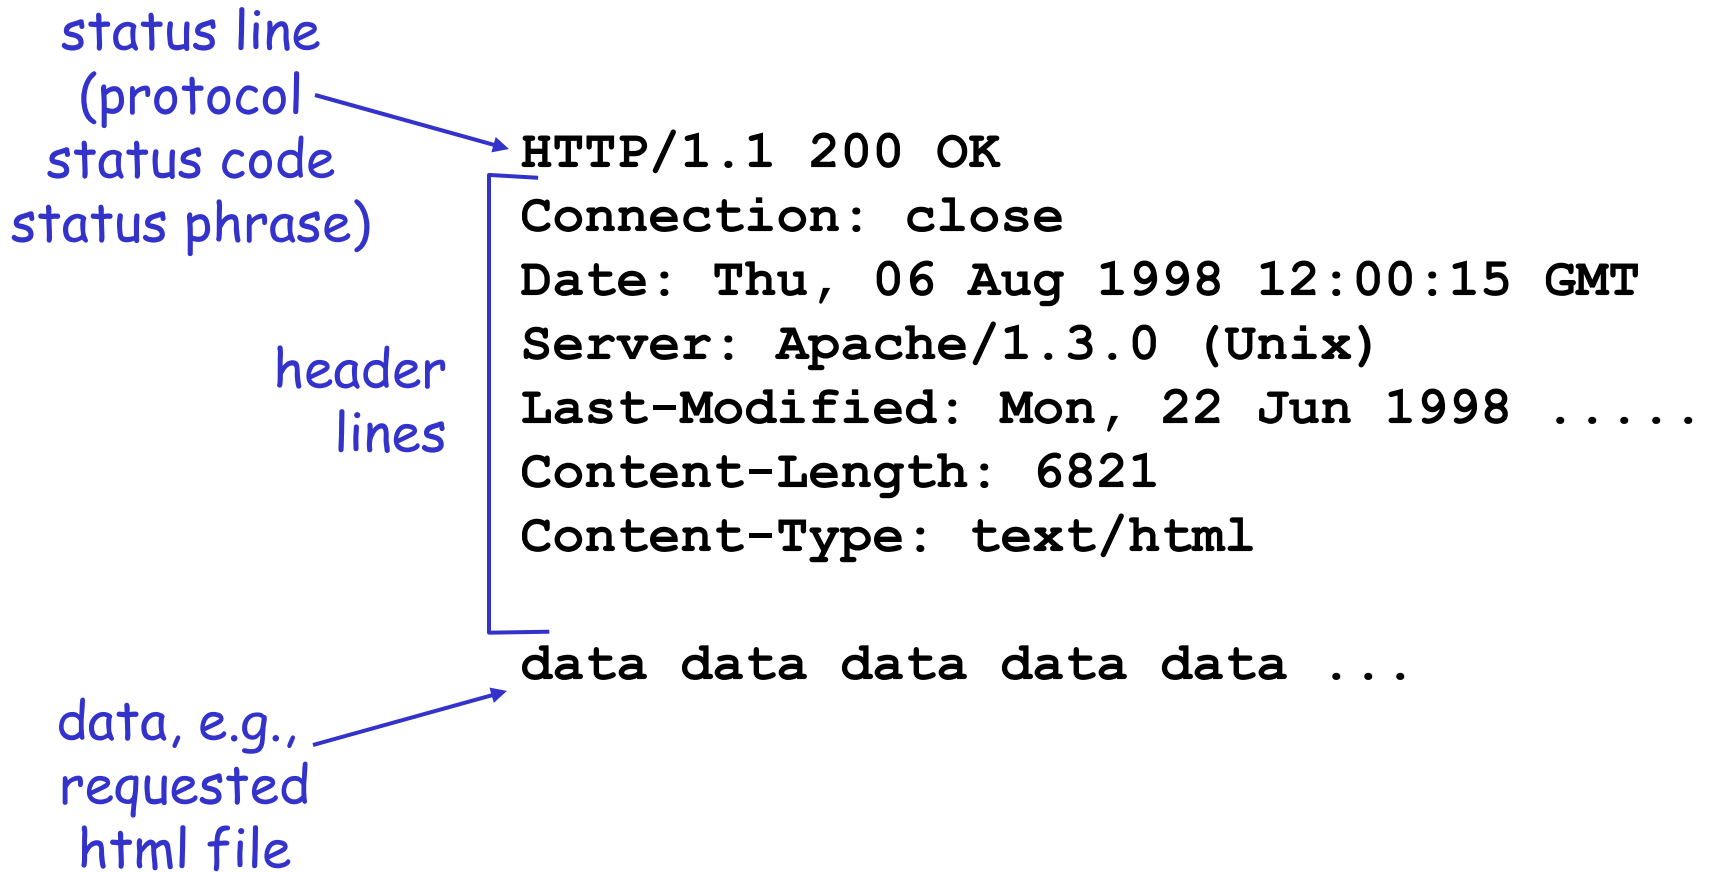 status line
(protocol
status code
status phrase)
HTTP/1.1 200 OK
Connection: close
Date: Thu, 06 Aug 1998 12:00:15 GMT
Server: Apache/1.3.0 (Unix)
Last-Modified: Mon, 22 Jun 1998 .....
Content-Length: 6821
Content-Type: text/html
header
lines
data data data data data ...
data, e.g.,
requested
html file